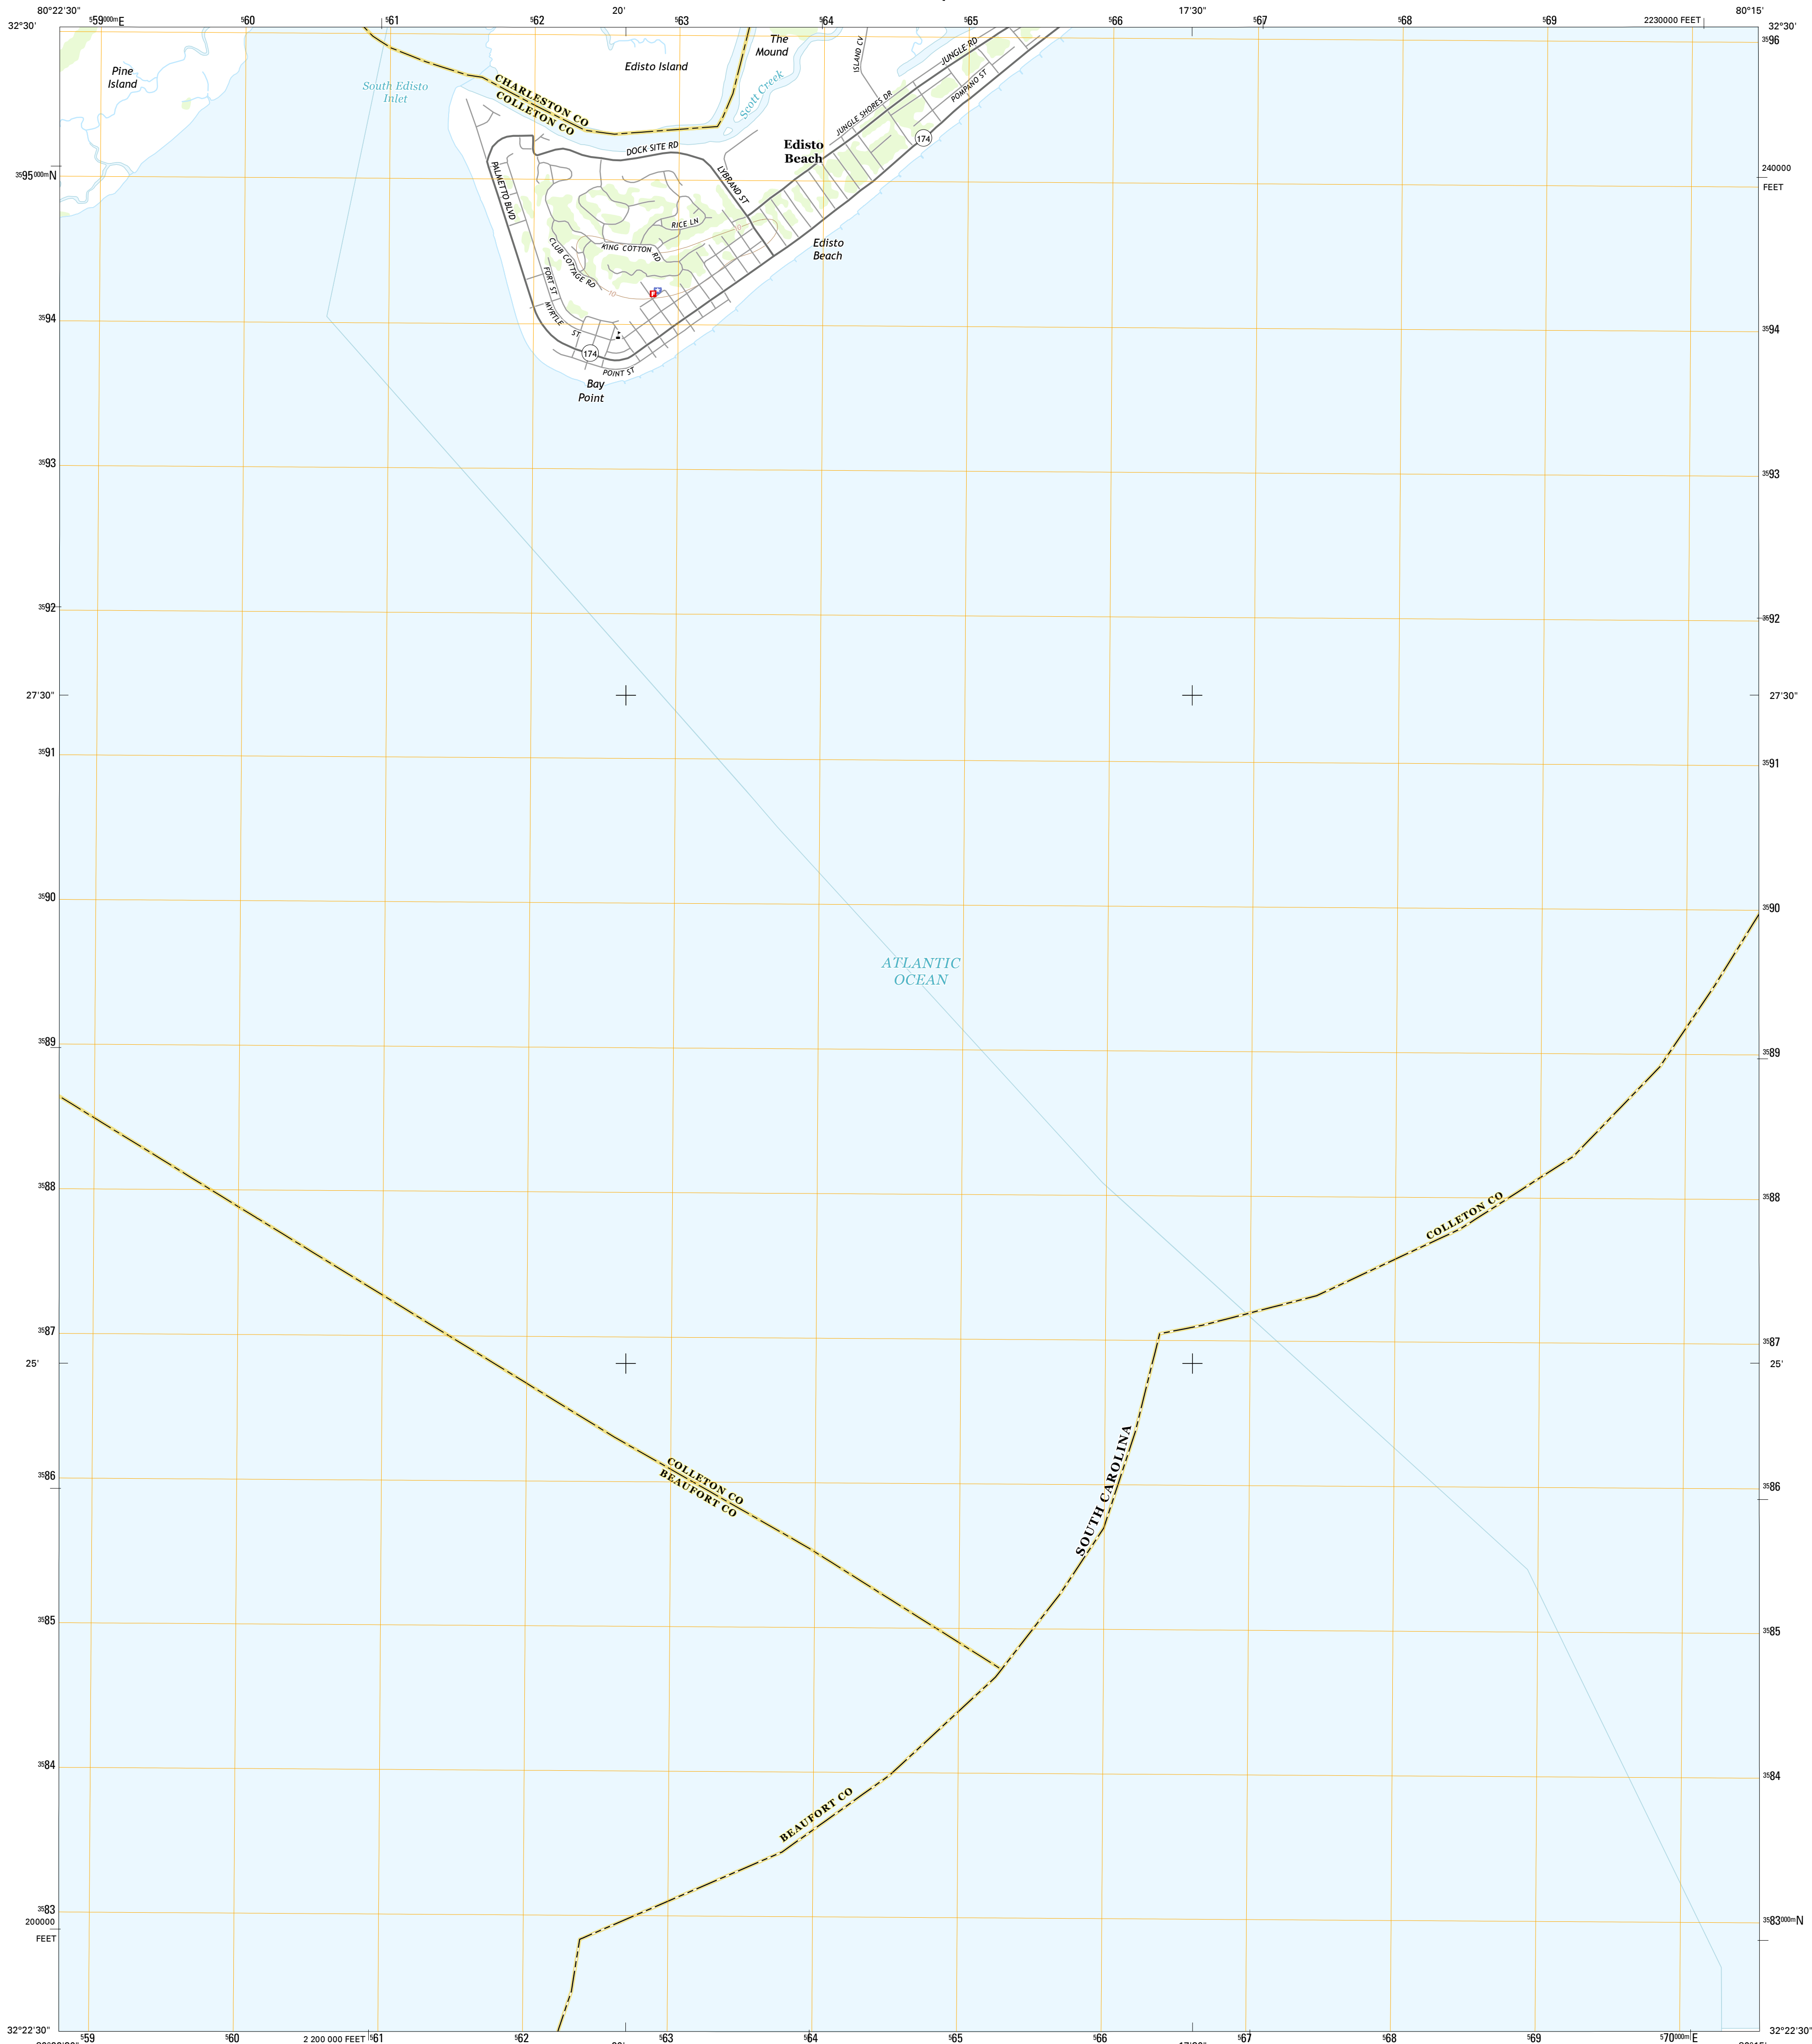 80°22'30"
⁵59⁰⁰⁰ᵐE
⁵60
⁵61
⁵62
20'
⁵63
⁵64
⁵65
⁵66
17'30"
⁵67
⁵68
⁵69
2230000 FEET
80°15'
32°30'
32°30'
³⁵96
Pine
Island
South Edisto
Inlet
CHARLESTON CO
COLLETON CO
Edisto Island
The
Mound
Scott Creek
ISLAND CV
JUNGLE RD
POMPANO ST
JUNGLE SHORES DR
174
Edisto
Beach
DOCK SITE RD
LYBRAND ST
PALMETTO BLVD
³⁵95⁰⁰⁰ᵐN
240000
FEET
RICE LN
KING COTTON RD
CLUB COTTAGE RD
FORT ST
MYRTLE ST
10
10
Edisto
Beach
174
POINT ST
Bay
Point
³⁵94
³⁵94
³⁵93
³⁵93
³⁵92
³⁵92
27'30"
27'30"
³⁵91
³⁵91
³⁵90
³⁵90
ATLANTIC
OCEAN
³⁵89
³⁵89
³⁵88
³⁵88
COLLETON CO
³⁵87
³⁵87
25'
25'
SOUTH CAROLINA
COLLETON CO
BEAUFORT CO
³⁵86
³⁵86
³⁵85
³⁵85
³⁵84
³⁵84
BEAUFORT CO
³⁵83
200000
FEET
³⁵83⁰⁰⁰ᵐN
32°22'30"
32°22'30"
⁵59
⁵60
2 200 000 FEET
⁵61
⁵62
⁵63
⁵64
⁵65
⁵66
⁵67
⁵68
⁵69
⁵70⁰⁰⁰ᵐE